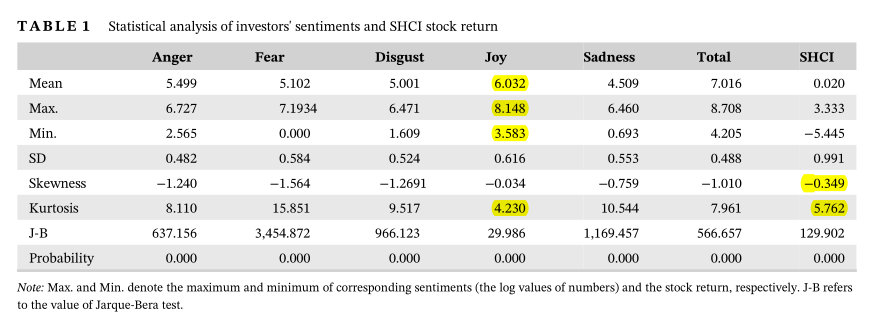 TABLE 1 Statistical analysis of investors' sentiments and SHCI stock return
Anger Fear Disgust Joy Sadness Total SHCI
Mean 5.499 5.102 5.001 6.032 4.509 7.016 0.020
Max. 6.727 7.1934 6.471 8.148 6.460 8.708 3.333
Min. 2.565 0.000 1.609 3.583 0.693 4.205 −5.445
SD 0.482 0.584 0.524 0.616 0.553 0.488 0.991
Skewness −1.240 −1.564 −1.2691 −0.034 −0.759 −1.010 −0.349
Kurtosis 8.110 15.851 9.517 4.230 10.544 7.961 5.762
J-B 637.156 3,454.872 966.123 29.986 1,169.457 566.657 129.902
Probability 0.000 0.000 0.000 0.000 0.000 0.000 0.000
Note: Max. and Min. denote the maximum and minimum of corresponding sentiments (the log values of numbers) and the stock return, respectively. J-B refers
to the value of Jarque-Bera test.